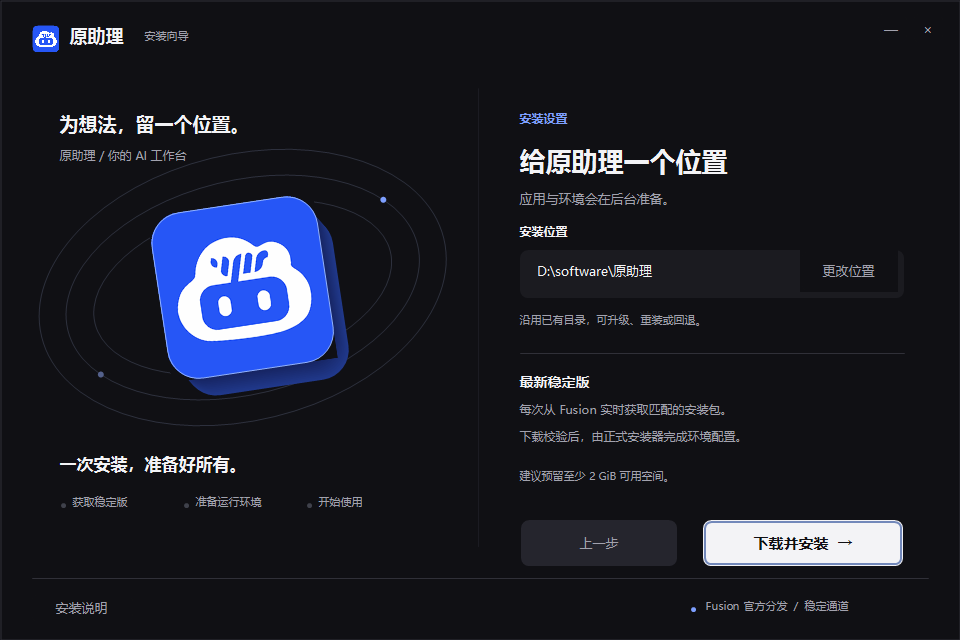 原助理 安装向导
为想法，留一个位置。
原助理 / 你的 AI 工作台
一次安装，准备好所有。
获取稳定版 准备运行环境 开始使用
安装设置
给原助理一个位置
应用与环境会在后台准备。
安装位置
D:\software\原助理 更改位置
沿用已有目录，可升级、重装或回退。
最新稳定版
每次从 Fusion 实时获取匹配的安装包。
下载校验后，由正式安装器完成环境配置。
建议预留至少 2 GiB 可用空间。
上一步 下载并安装 →
安装说明 Fusion 官方分发 / 稳定通道